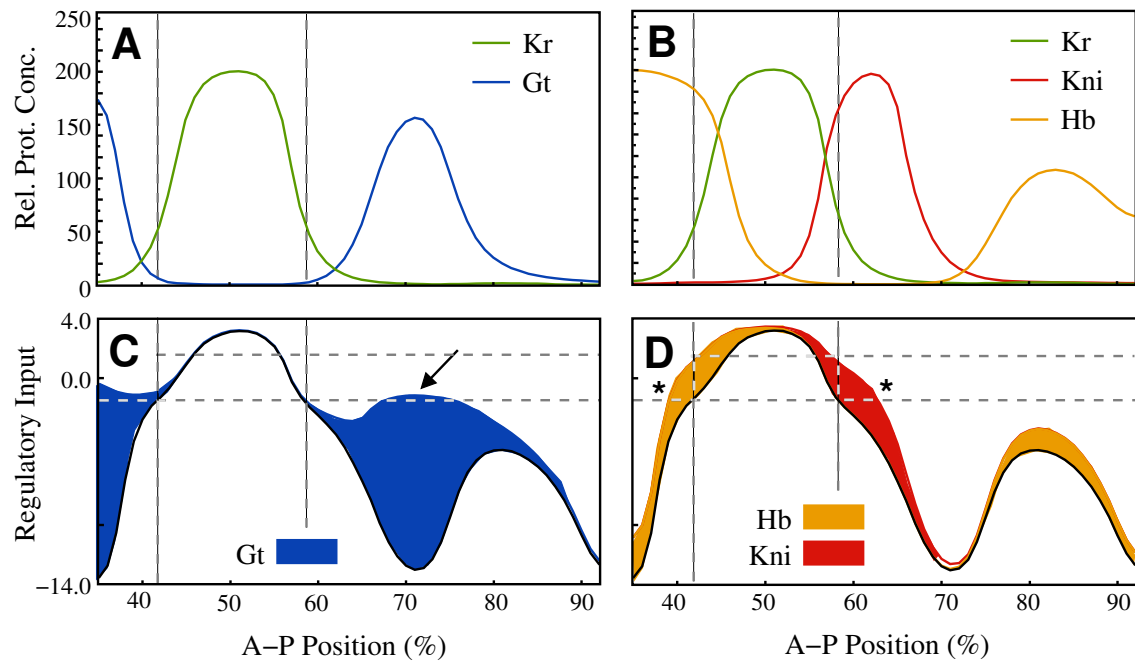 A
B
Rel. Prot. Conc.
250
200
150
100
50
0
Kr
Gt
Kr
Kni
Hb
C
D
Regulatory Input
4.0
0.0
−14.0
Gt
*
*
Hb
Kni
40 50 60 70 80 90
40 50 60 70 80 90
A−P Position (%)
A−P Position (%)